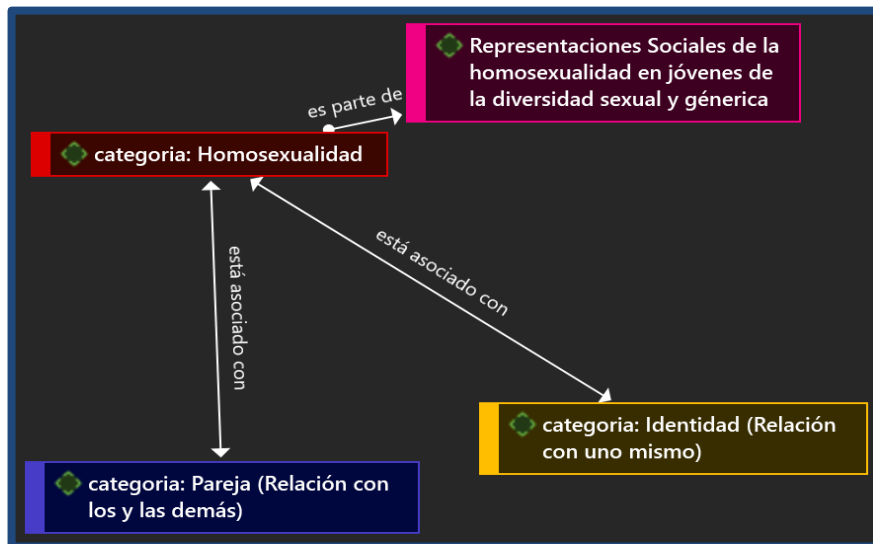 Representaciones Sociales de la
homosexualidad en jóvenes de
la diversidad sexual y génerica
es parte de
categoria: Homosexualidad
está asociado con
está asociado con
categoria: Identidad (Relación
con uno mismo)
categoria: Pareja (Relación con
los y las demás)